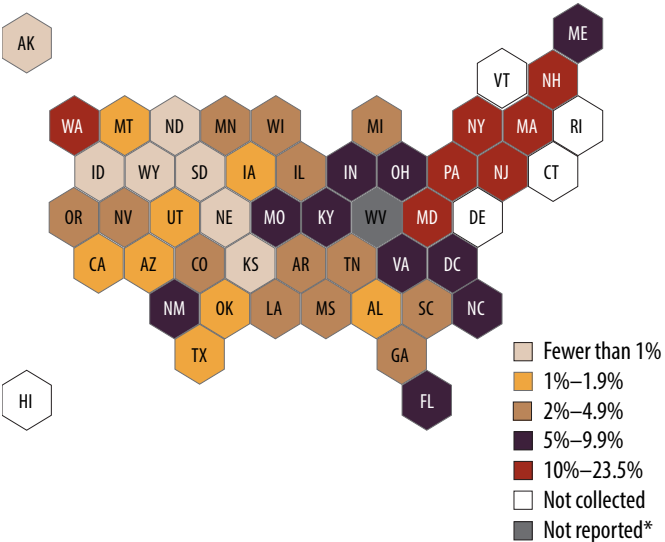 ME
AK
VT
NH
WA
MT
ND
MN
WI
MI
NY
MA
RI
ID
WY
SD
IA
IL
IN
OH
PA
NJ
CT
OR
NV
UT
NE
MO
KY
WV
MD
DE
CA
AZ
CO
KS
AR
TN
VA
DC
NM
OK
LA
MS
AL
SC
NC
TX
GA
HI
FL
Fewer than 1%
1%–1.9%
2%–4.9%
5%–9.9%
10%–23.5%
Not collected
Not reported*